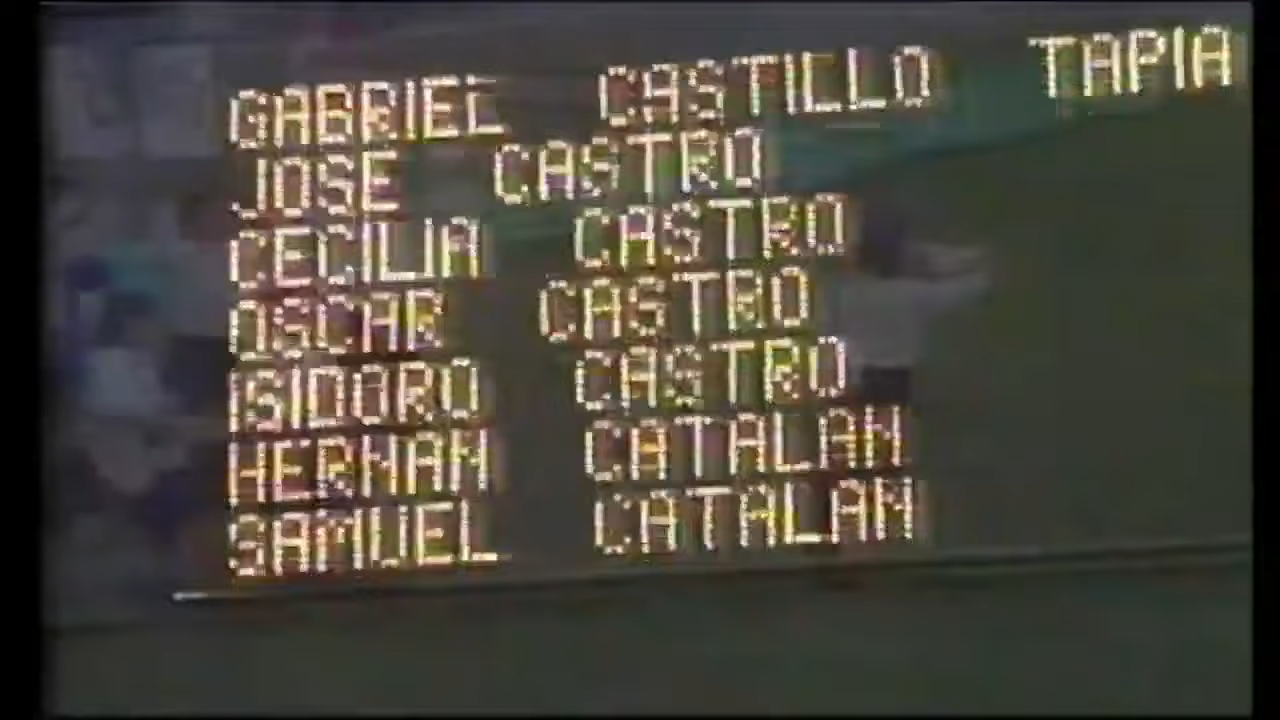 GABRIEL CASTILLO TAPIA
JOSE CASTRO
CECILIA CASTRO
OSCAR CASTRO
ISIDORO CASTRO
HERNAN CATALAN
SAMUEL CATALAN